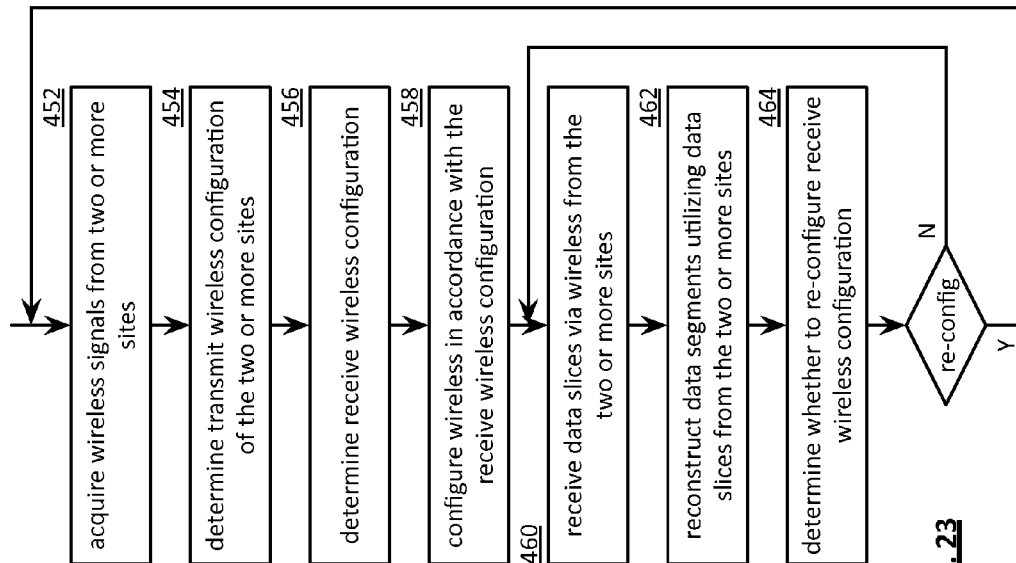 452
acquire wireless signals from two or more
sites
454
determine transmit wireless configuration
of the two or more sites
456
determine receive wireless configuration
458
configure wireless in accordance with the
receive wireless configuration
460
receive data slices via wireless from the
two or more sites
462
reconstruct data segments utilizing data
slices from the two or more sites
464
determine whether to re-configure receive
wireless configuration
re-config
N
Y
. 23